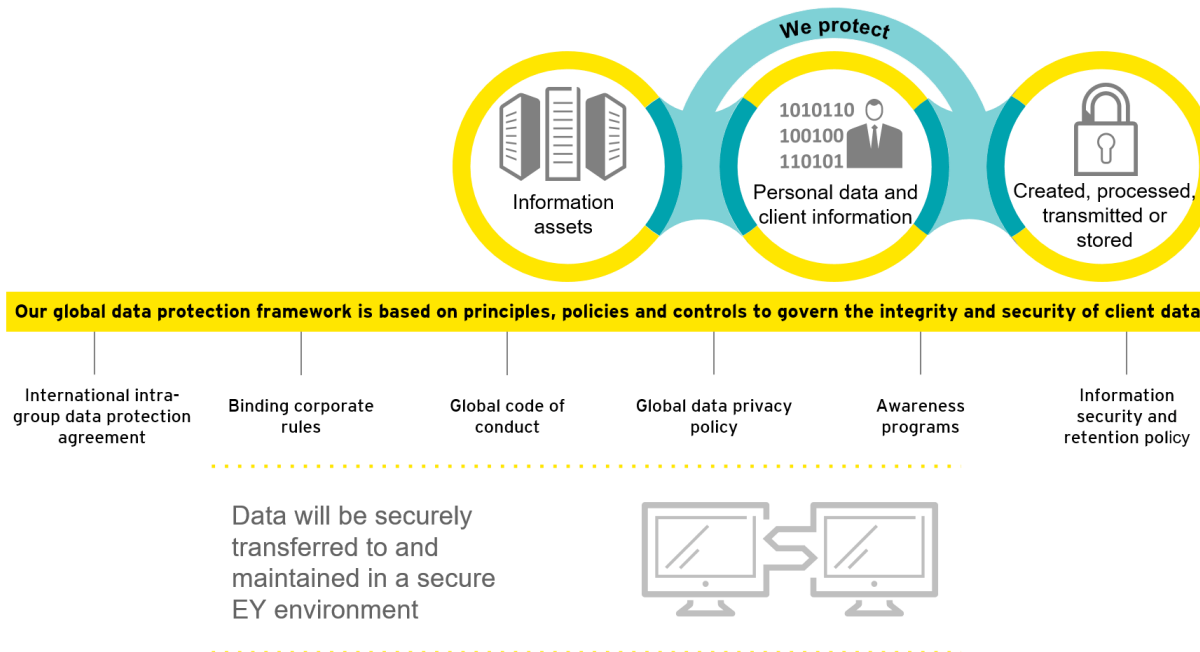 We protect
1010110
100100
110101
Information
assets
Personal data and
client information
Created, processed,
transmitted or
stored
Our global data protection framework is based on principles, policies and controls to govern the integrity and security of client data
International intra-
group data protection
agreement
Binding corporate
rules
Global code of
conduct
Global data privacy
policy
Awareness
programs
Information
security and
retention policy
Data will be securely
transferred to and
maintained in a secure
EY environment